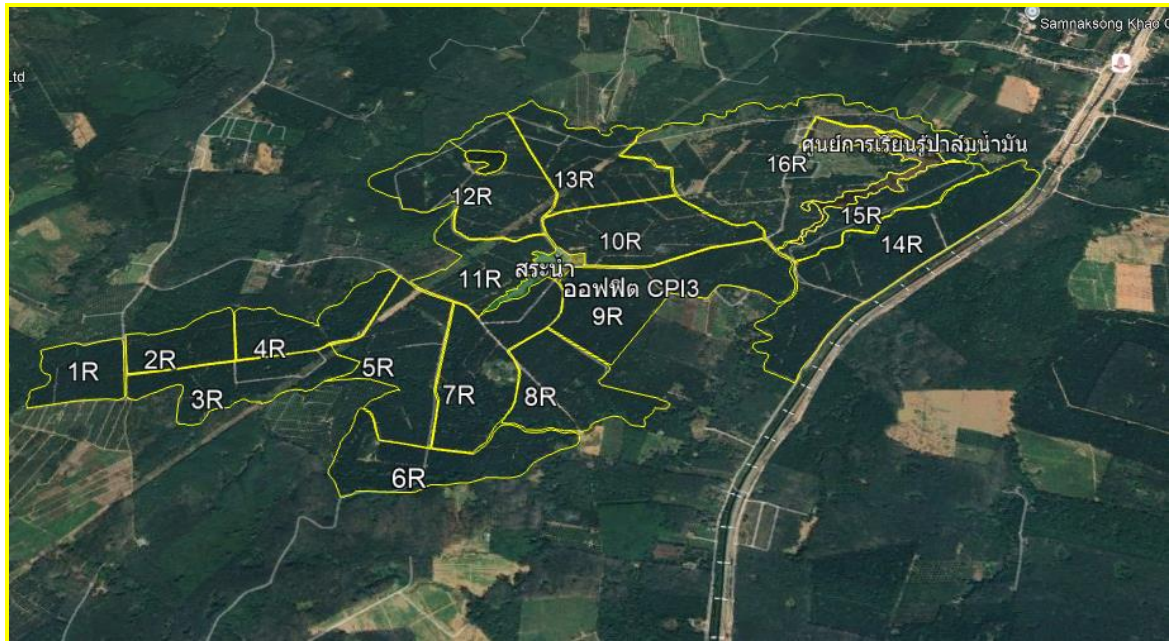 Samnaksong Khao
ltd
ศูนย์การเรียนรู้ปาล์มน้ำมัน
16R
13R
12R
15R
10R
14R
สระน้ำ
11R
ออฟฟิต CPI3
9R
4R
2R
1R
5R
7R
8R
3R
6R